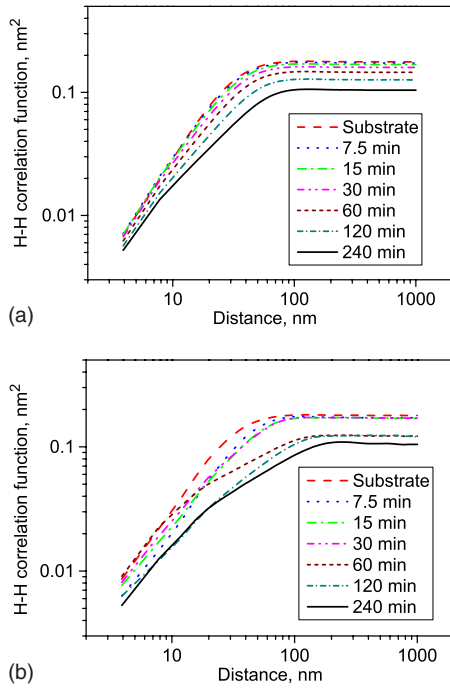 H-H correlation function, nm²
0.1
0.01
Substrate
7.5 min
15 min
30 min
60 min
120 min
240 min
10
100
1000
(a)
Distance, nm
H-H correlation function, nm²
0.1
0.01
Substrate
7.5 min
15 min
30 min
60 min
120 min
240 min
10
100
1000
(b)
Distance, nm